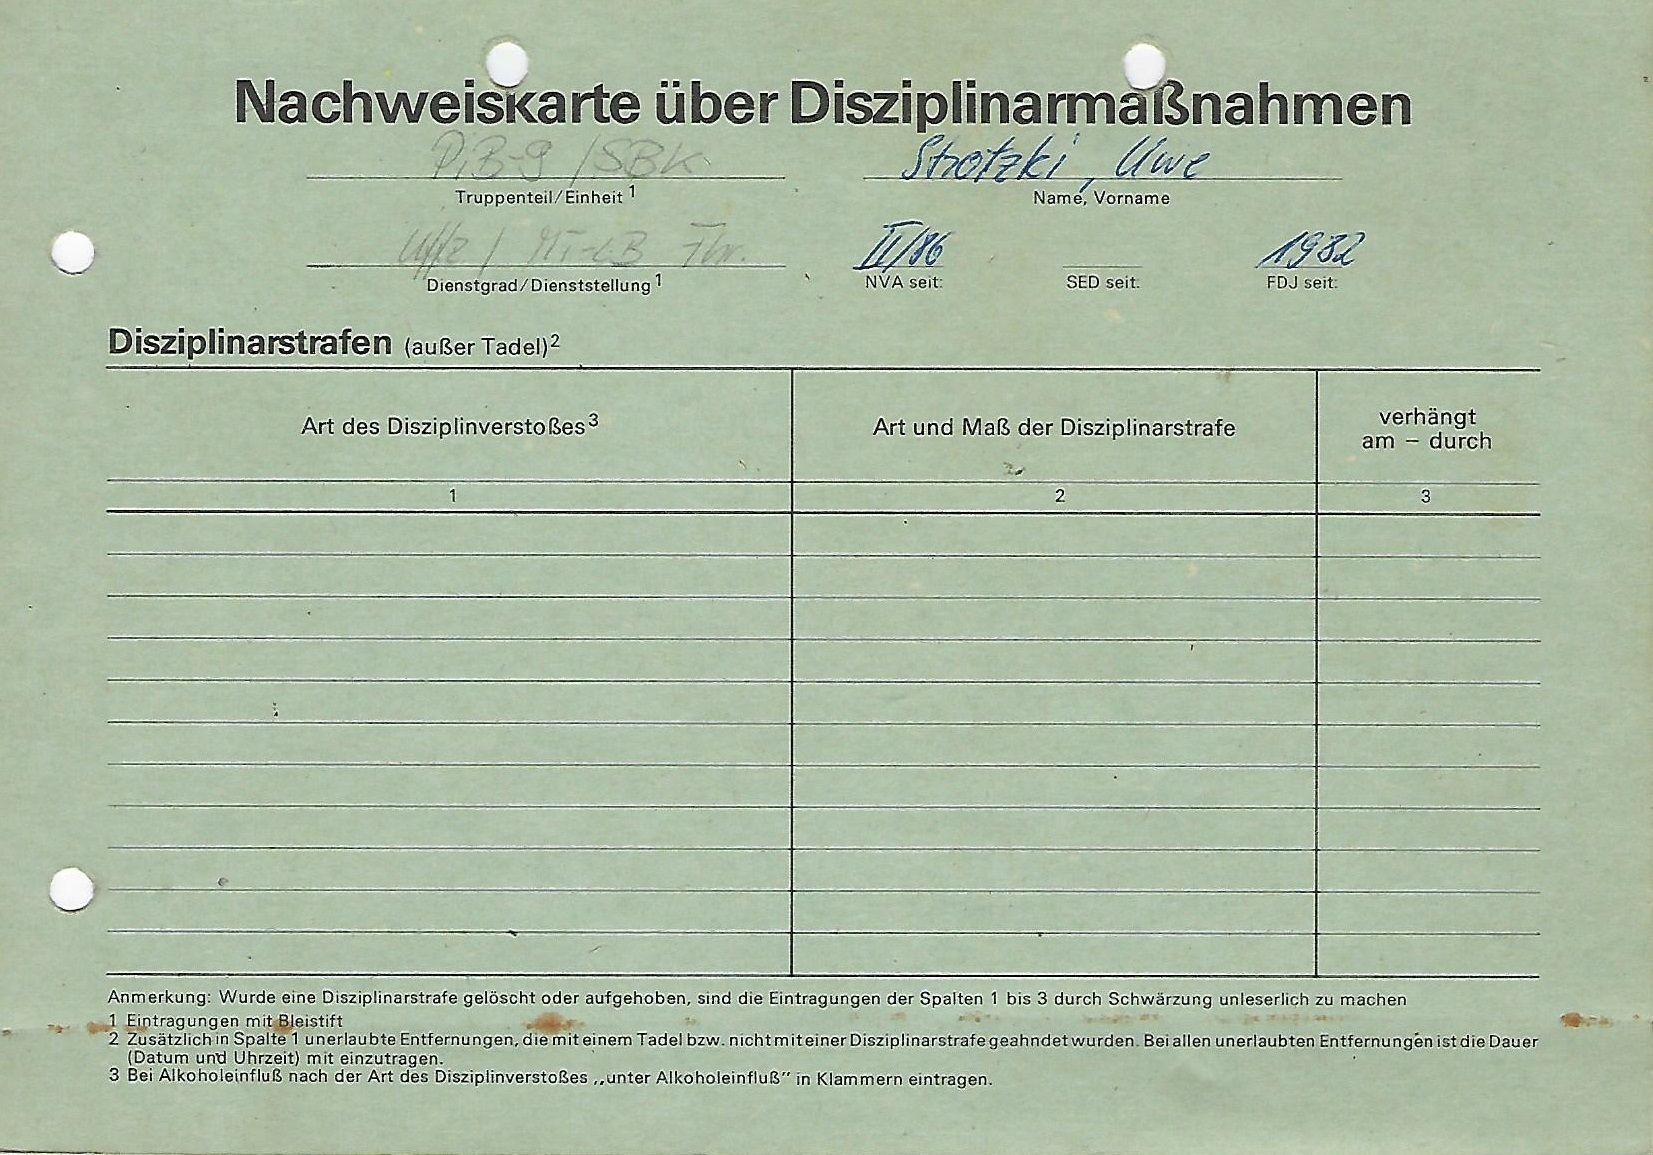 Nachweiskarte über Disziplinarmaßnahmen
PiB-9 /SBK Strotzki, Uwe
Truppenteil/Einheit 1 Name, Vorname
Uffz / MT-LB Fhr. II/86 1982
Dienstgrad/Dienststellung 1 NVA seit: SED seit: FDJ seit:
Disziplinarstrafen (außer Tadel)2
Art des Disziplinverstoßes3 Art und Maß der Disziplinarstrafe verhängt
am – durch
1 2 3
Anmerkung: Wurde eine Disziplinarstrafe gelöscht oder aufgehoben, sind die Eintragungen der Spalten 1 bis 3 durch Schwärzung unleserlich zu machen
1 Eintragungen mit Bleistift
2 Zusätzlich in Spalte 1 unerlaubte Entfernungen, die mit einem Tadel bzw. nicht mit einer Disziplinarstrafe geahndet wurden. Bei allen unerlaubten Entfernungen ist die Dauer
(Datum und Uhrzeit) mit einzutragen.
3 Bei Alkoholeinfluß nach der Art des Disziplinverstoßes „unter Alkoholeinfluß" in Klammern eintragen.